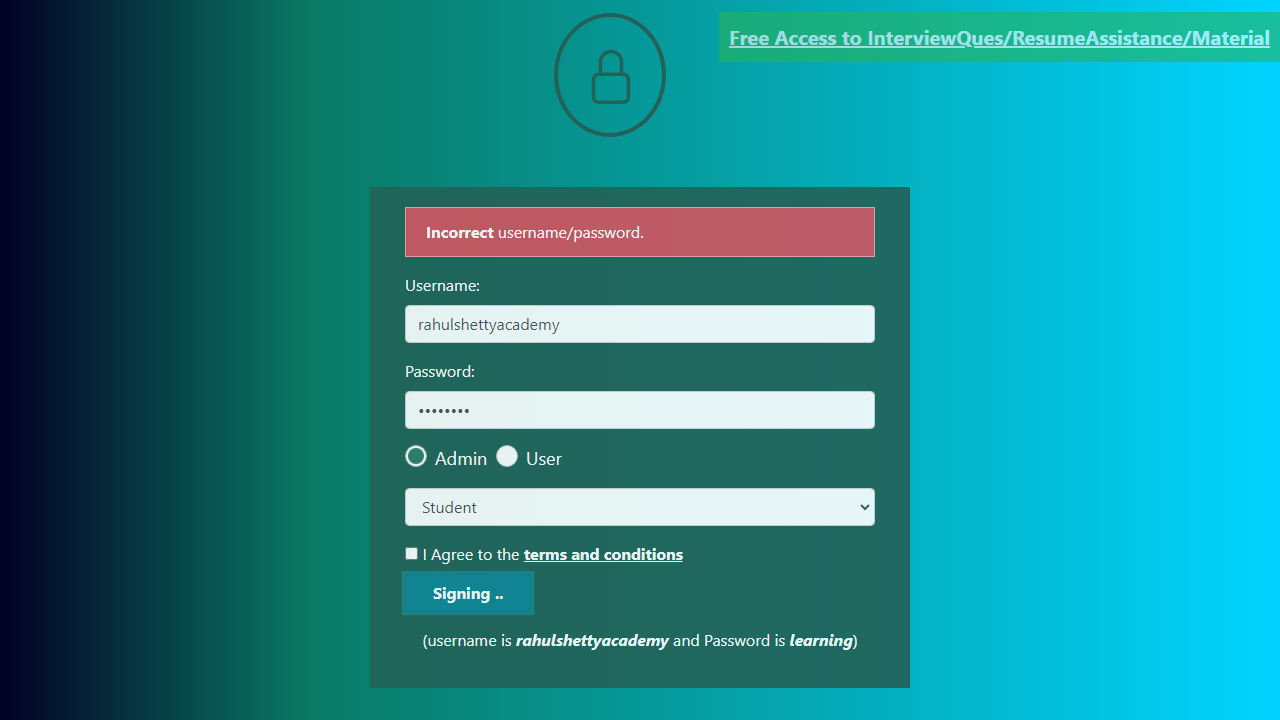 Free Access to InterviewQues/ResumeAssistance/Material
Incorrect username/password.
Username:
rahulshettyacademy
Password:
••••••••
Admin User
Student
I Agree to the terms and conditions
Signing ..
(username is rahulshettyacademy and Password is learning)